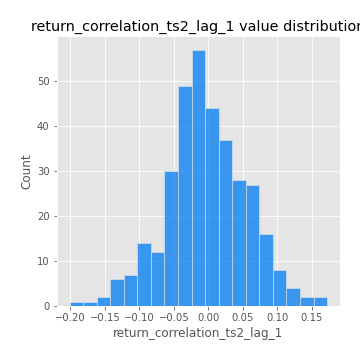 return_correlation_ts2_lag_1 value distribution
Count
50
40
30
20
10
0
−0.20 −0.15 −0.10 −0.05 0.00 0.05 0.10 0.15
return_correlation_ts2_lag_1